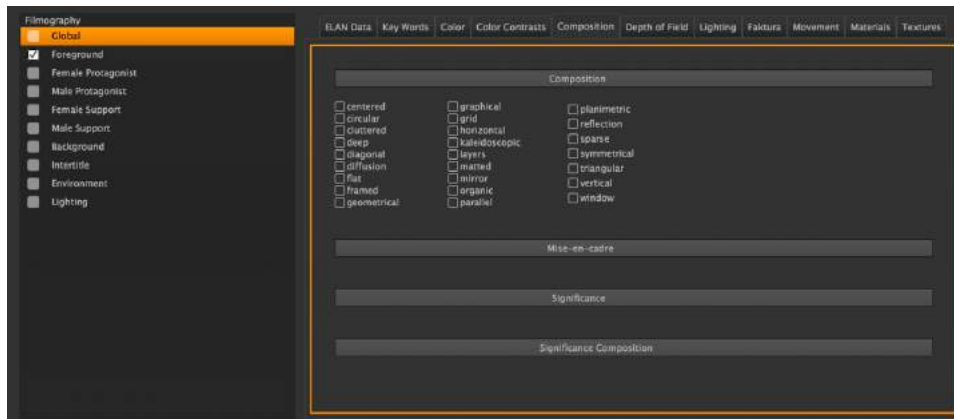 Filmography
Global
Foreground
Female Protagonist
Male Protagonist
Female Support
Male Support
Background
Intertitle
Environment
Lighting
ELAN Data Key Words Color Color Contrasts Composition Depth of Field Lighting Faktura Movement Materials Textures
Composition
centered
circular
cluttered
deep
diagonal
diffusion
flat
framed
geometrical
graphical
grid
horizontal
kaleidoscopic
layers
matted
mirror
organic
parallel
planimetric
reflection
sparse
symmetrical
triangular
vertical
window
Mise-en-cadre
Significance
Significance Composition